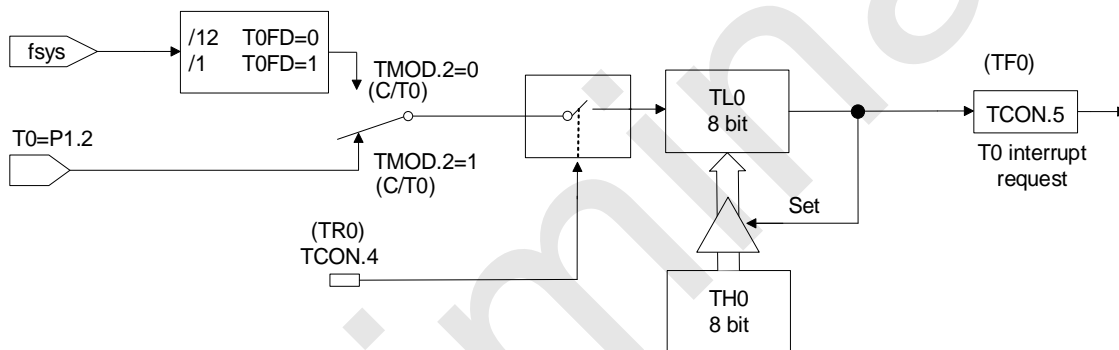 fsys
/12 T0FD=0
/1 T0FD=1
TMOD.2=0
(C/T0)
T0=P1.2
TMOD.2=1
(C/T0)
(TR0)
TCON.4
TL0
8 bit
Set
TH0
8 bit
(TF0)
TCON.5
T0 interrupt
request